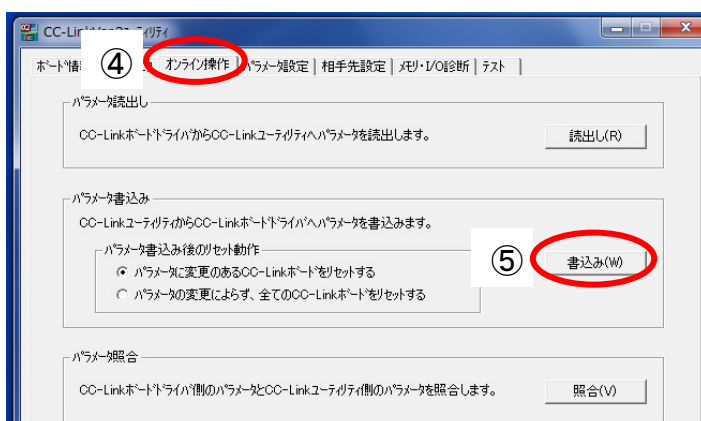 CC-Link
④
ﾎﾞｰﾄﾞ情
オンライン操作
ﾊﾟﾗﾒｰﾀ設定
相手先設定
ﾒﾓﾘ･I/O診断
テスト
ﾊﾟﾗﾒｰﾀ読出し
CC-LinkﾎﾞｰﾄﾞﾄﾞﾗｲﾊﾞからCC-Linkﾕｰﾃｨﾘﾃｨへﾊﾟﾗﾒｰﾀを読出します。
読出し(R)
ﾊﾟﾗﾒｰﾀ書込み
CC-LinkﾕｰﾃｨﾘﾃｨからCC-Linkﾎﾞｰﾄﾞﾄﾞﾗｲﾊﾞへﾊﾟﾗﾒｰﾀを書込みます。
ﾊﾟﾗﾒｰﾀ書込み後のﾘｾｯﾄ動作
ﾊﾟﾗﾒｰﾀに変更のあるCC-Linkﾎﾞｰﾄﾞをﾘｾｯﾄする
ﾊﾟﾗﾒｰﾀの変更によらず、全てのCC-Linkﾎﾞｰﾄﾞをﾘｾｯﾄする
⑤
書込み(W)
ﾊﾟﾗﾒｰﾀ照合
CC-Linkﾎﾞｰﾄﾞﾄﾞﾗｲﾊﾞ側のﾊﾟﾗﾒｰﾀとCC-Linkﾕｰﾃｨﾘﾃｨ側のﾊﾟﾗﾒｰﾀを照合します。
照合(V)